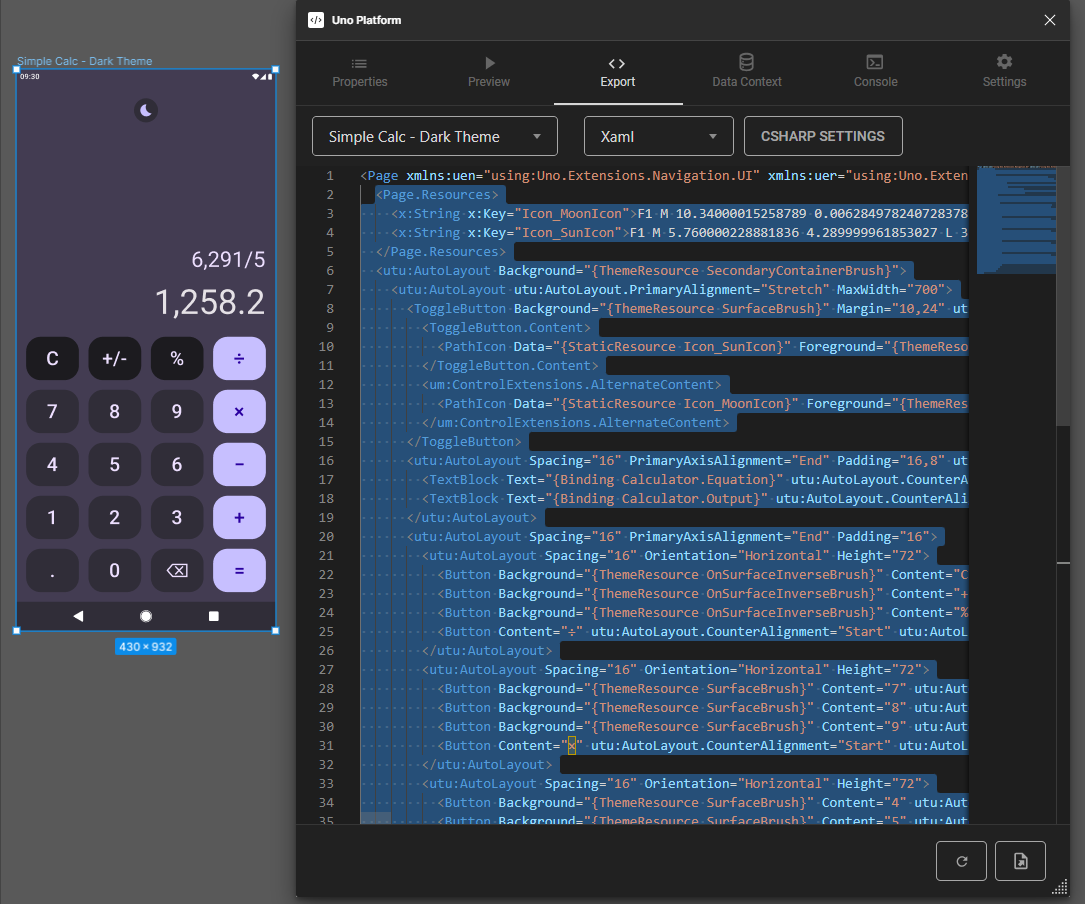 Simple Calc - Dark Theme
09:30
6,291/5
1,258.2
C +/- % ÷
7 8 9 ×
4 5 6 −
1 2 3 +
. 0 =
430 × 932
Uno Platform
Properties
Preview
Export
Data Context
Console
Settings
Simple Calc - Dark Theme
Xaml
CSHARP SETTINGS
1 <Page xmlns:uen="using:Uno.Extensions.Navigation.UI" xmlns:uer="using:Uno.Exten
2 <Page.Resources>
3 <x:String x:Key="Icon_MoonIcon">F1 M 10.34000015258789 0.006284978240728378
4 <x:String x:Key="Icon_SunIcon">F1 M 5.760000228881836 4.289999961853027 L 3
5 </Page.Resources>
6 <utu:AutoLayout Background="{ThemeResource SecondaryContainerBrush}">
7 <utu:AutoLayout utu:AutoLayout.PrimaryAlignment="Stretch" MaxWidth="700">
8 <ToggleButton Background="{ThemeResource SurfaceBrush}" Margin="10,24" ut
9 <ToggleButton.Content>
10 <PathIcon Data="{StaticResource Icon_SunIcon}" Foreground="{ThemeReso
11 </ToggleButton.Content>
12 <um:ControlExtensions.AlternateContent>
13 <PathIcon Data="{StaticResource Icon_MoonIcon}" Foreground="{ThemeRes
14 </um:ControlExtensions.AlternateContent>
15 </ToggleButton>
16 <utu:AutoLayout Spacing="16" PrimaryAxisAlignment="End" Padding="16,8" ut
17 <TextBlock Text="{Binding Calculator.Equation}" utu:AutoLayout.CounterA
18 <TextBlock Text="{Binding Calculator.Output}" utu:AutoLayout.CounterAli
19 </utu:AutoLayout>
20 <utu:AutoLayout Spacing="16" PrimaryAxisAlignment="End" Padding="16">
21 <utu:AutoLayout Spacing="16" Orientation="Horizontal" Height="72">
22 <Button Background="{ThemeResource OnSurfaceInverseBrush}" Content="C
23 <Button Background="{ThemeResource OnSurfaceInverseBrush}" Content="+
24 <Button Background="{ThemeResource OnSurfaceInverseBrush}" Content="%
25 <Button Content="÷" utu:AutoLayout.CounterAlignment="Start" utu:AutoL
26 </utu:AutoLayout>
27 <utu:AutoLayout Spacing="16" Orientation="Horizontal" Height="72">
28 <Button Background="{ThemeResource SurfaceBrush}" Content="7" utu:Aut
29 <Button Background="{ThemeResource SurfaceBrush}" Content="8" utu:Aut
30 <Button Background="{ThemeResource SurfaceBrush}" Content="9" utu:Aut
31 <Button Content="×" utu:AutoLayout.CounterAlignment="Start" utu:AutoL
32 </utu:AutoLayout>
33 <utu:AutoLayout Spacing="16" Orientation="Horizontal" Height="72">
34 <Button Background="{ThemeResource SurfaceBrush}" Content="4" utu:Aut
35 <Button Background="{ThemeResource SurfaceBrush}" Content="5" utu:Aut